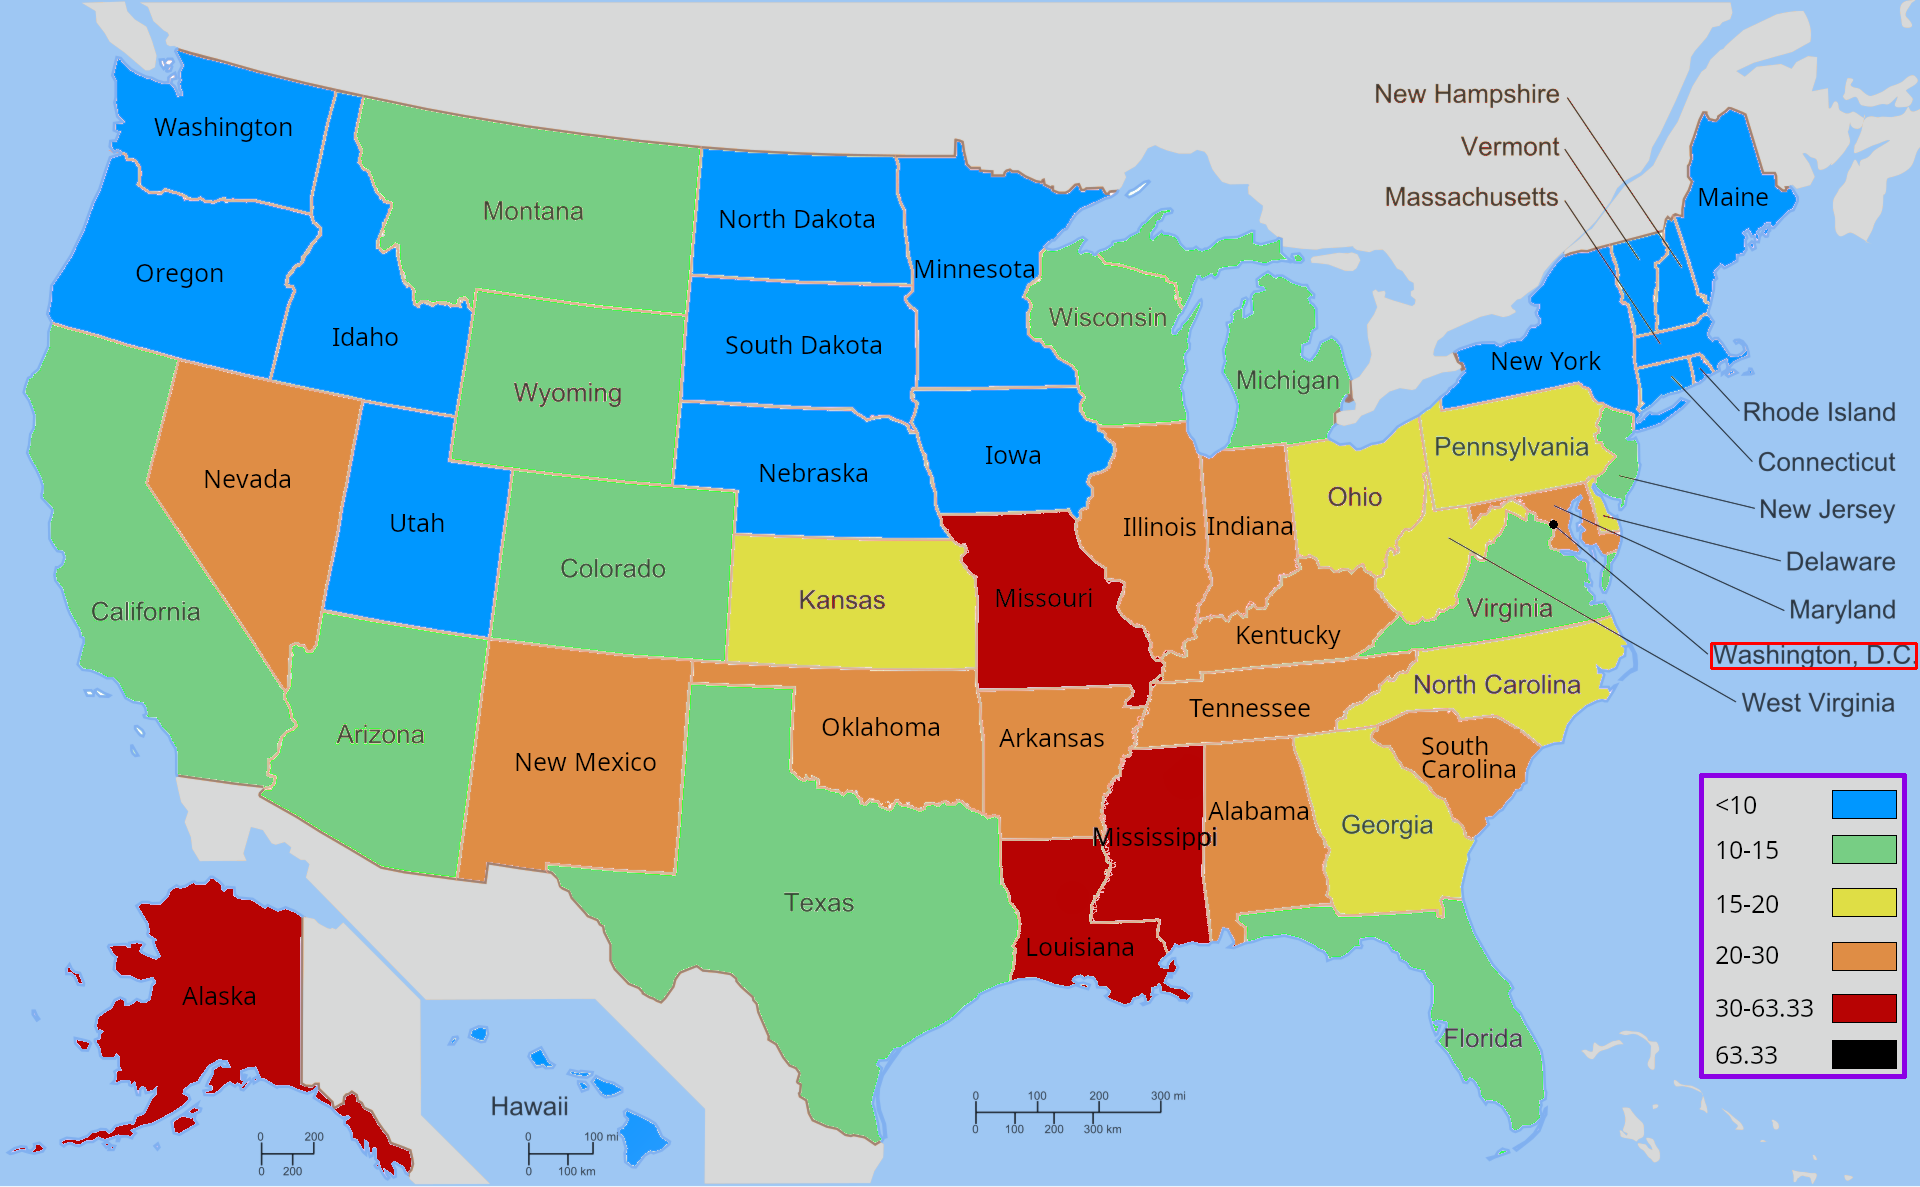 New Hampshire
Vermont
Massachusetts
Maine
Washington
Montana
North Dakota
Minnesota
Oregon
Idaho
Wisconsin
South Dakota
Wyoming
Michigan
New York
Rhode Island
Connecticut
New Jersey
Delaware
Maryland
Washington, D.C.
West Virginia
Pennsylvania
Iowa
Nebraska
Nevada
Utah
Ohio
Illinois
Indiana
Colorado
Kansas
Missouri
California
Virginia
Kentucky
North Carolina
Tennessee
Arizona
New Mexico
Oklahoma
Arkansas
South
Carolina
Alabama
Mississippi
Georgia
Texas
Louisiana
Florida
Alaska
Hawaii
<10
10-15
15-20
20-30
30-63.33
63.33
0 200
0 200
0 100 mi
0 100 km
0 100 200 300 mi
0 100 200 300 km